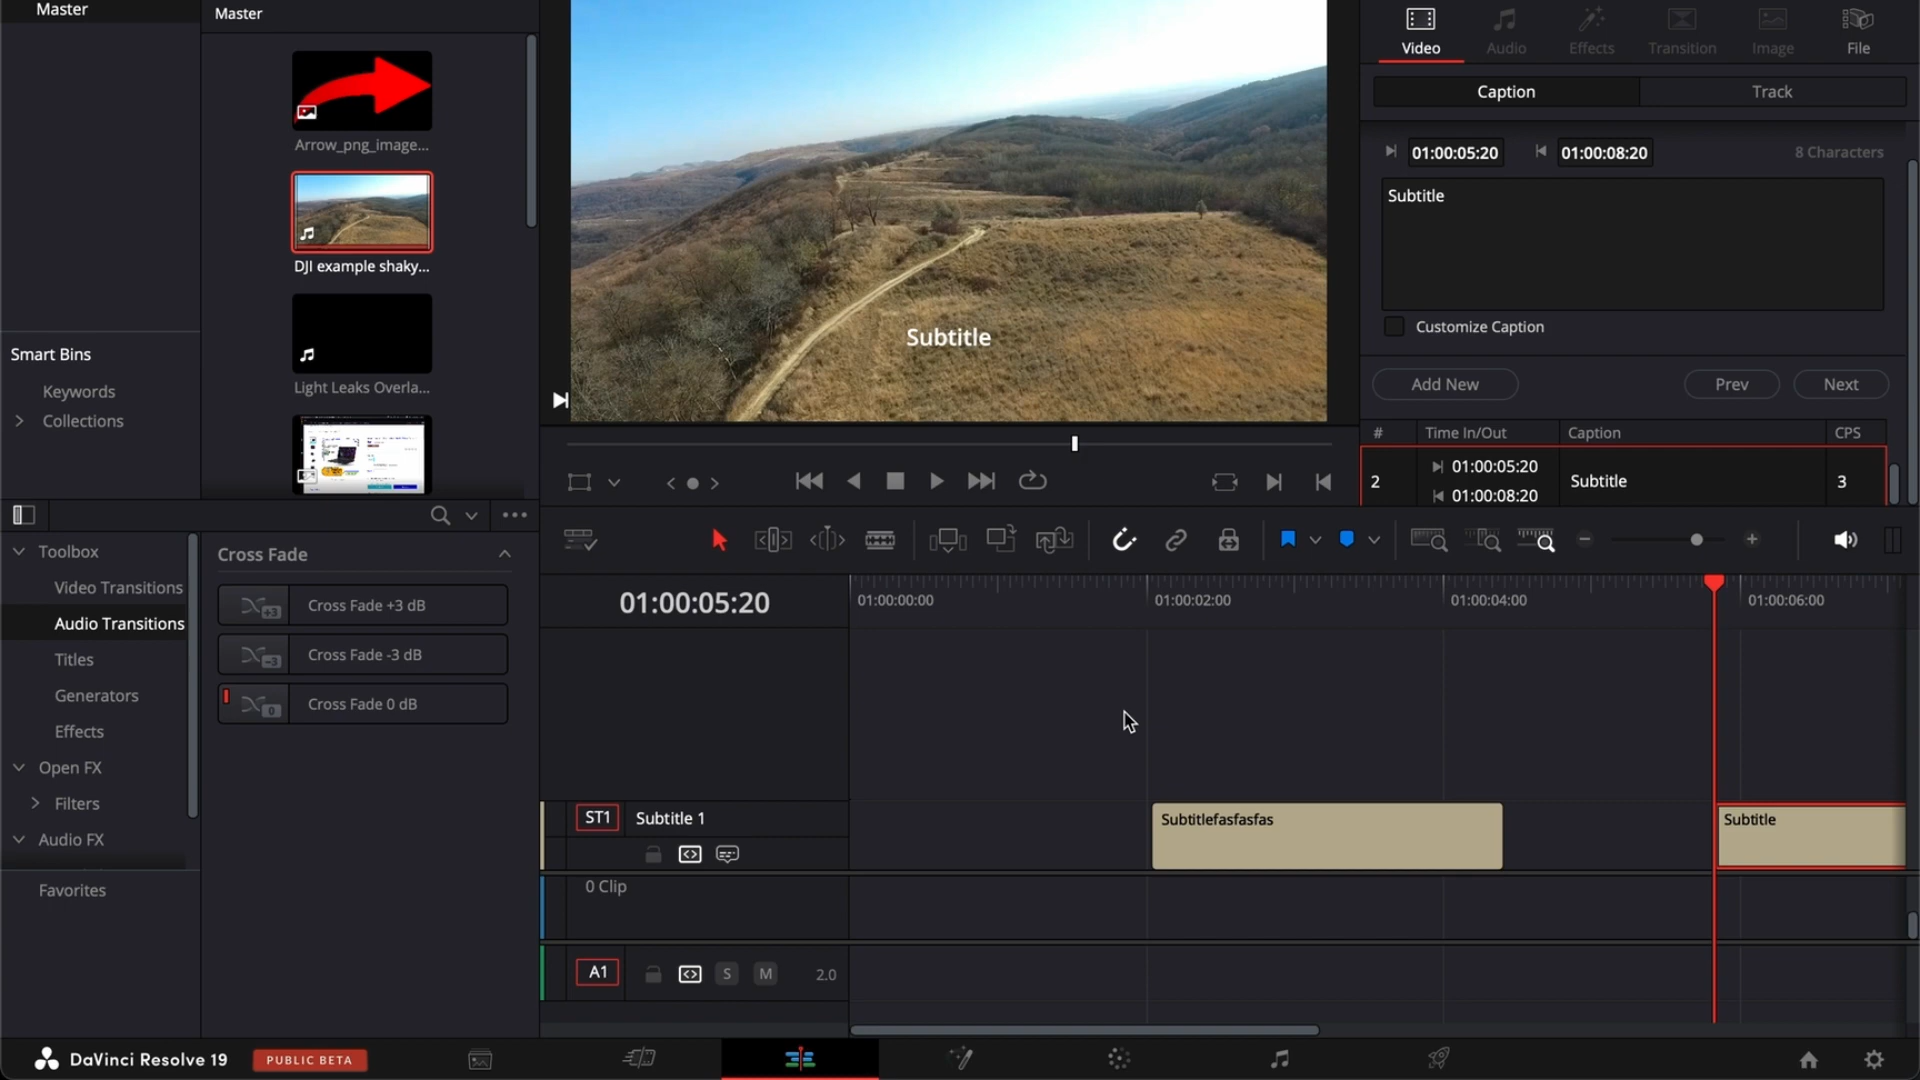 Master
Master
Arrow_png_image...
DJI example shaky...
Light Leaks Overla...
Smart Bins
Keywords
Collections
Subtitle
Video
Audio
Effects
Transition
Image
File
Caption
Track
01:00:05:20
01:00:08:20
8 Characters
Subtitle
Customize Caption
Add New
Prev
Next
# Time In/Out Caption CPS
2
01:00:05:20
01:00:08:20
Subtitle
3
Toolbox
Video Transitions
Audio Transitions
Titles
Generators
Effects
Open FX
Filters
Audio FX
Favorites
Cross Fade
+3 Cross Fade +3 dB
-3 Cross Fade -3 dB
0 Cross Fade 0 dB
01:00:05:20
01:00:00:00
01:00:02:00
01:00:04:00
01:00:06:00
ST1
Subtitle 1
Subtitlefasfasfas
Subtitle
0 Clip
A1
S
M
2.0
DaVinci Resolve 19
PUBLIC BETA